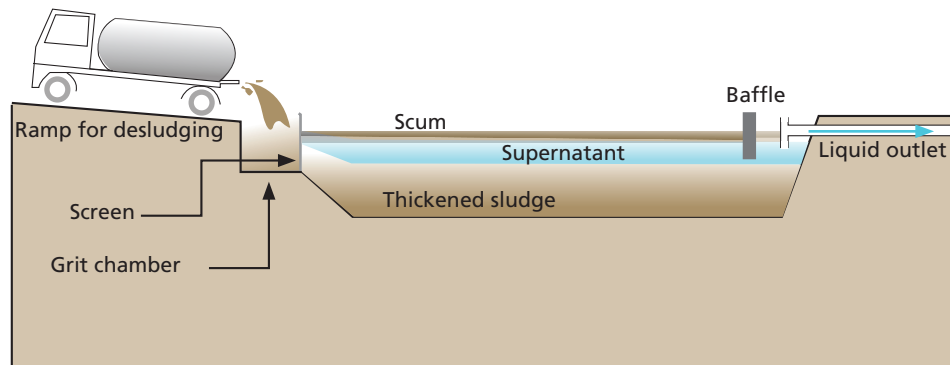 Baffle
Scum
Ramp for desludging
Supernatant
Liquid outlet
Thickened sludge
Screen
Grit chamber